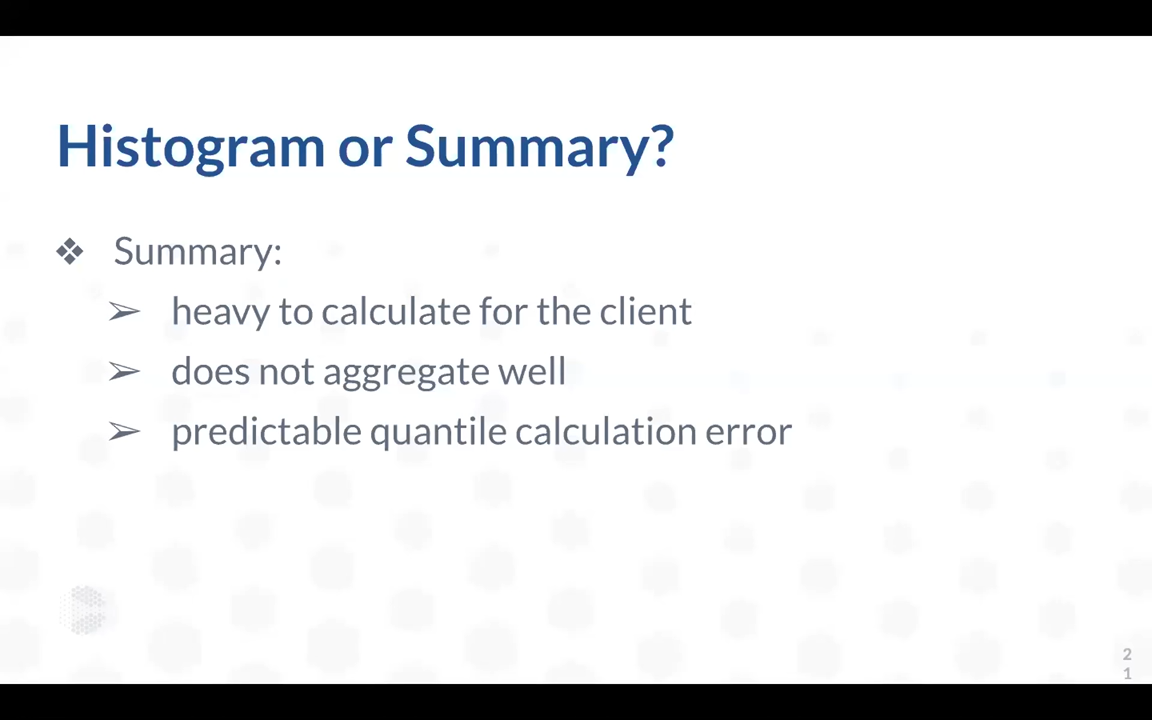 Histogram or Summary?
❖ Summary:
➢ heavy to calculate for the client
➢ does not aggregate well
➢ predictable quantile calculation error
2
1